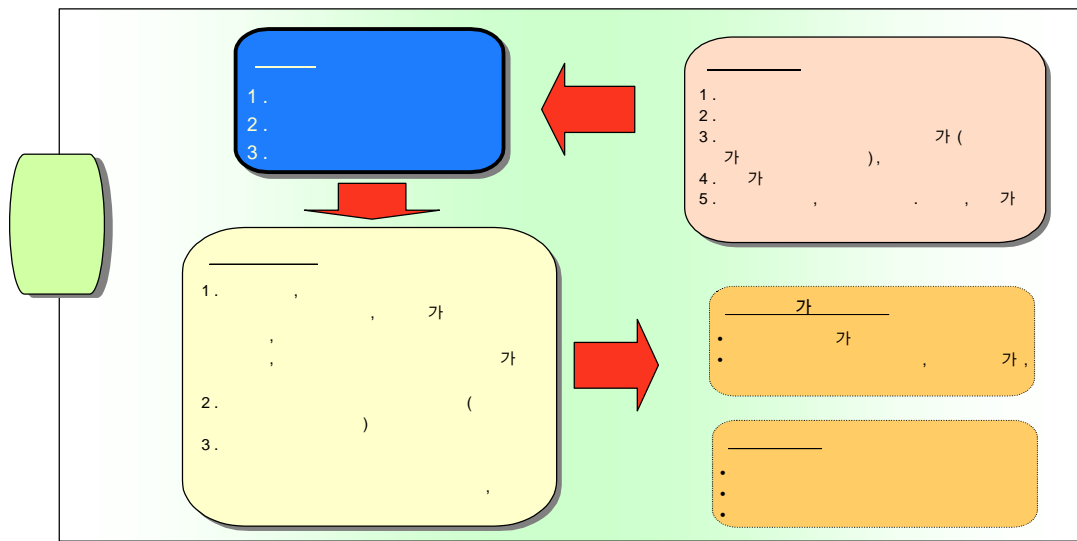 1.
2.
3.
1.
2.
3. 가 (
가 ),
4. 가
5. , . , 가
1. ,
, 가
,
, 가
2. (
)
3.
,
가
• 가
• , 가,
•
•
•